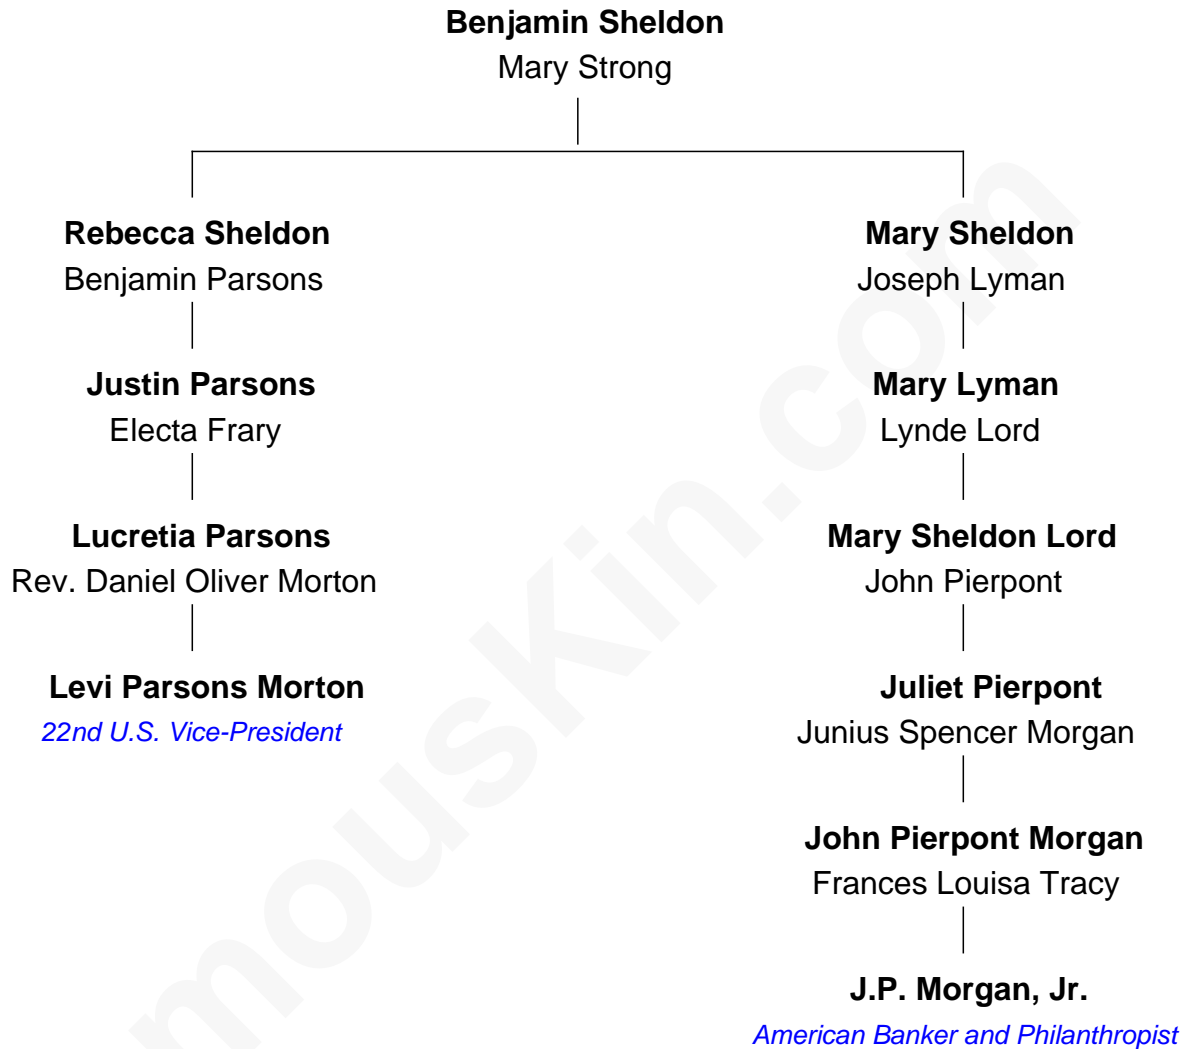 Benjamin Sheldon
Mary Strong
Rebecca Sheldon
Benjamin Parsons
Mary Sheldon
Joseph Lyman
Justin Parsons
Electa Frary
Mary Lyman
Lynde Lord
Lucretia Parsons
Rev. Daniel Oliver Morton
Mary Sheldon Lord
John Pierpont
Levi Parsons Morton
22nd U.S. Vice-President
Juliet Pierpont
Junius Spencer Morgan
John Pierpont Morgan
Frances Louisa Tracy
J.P. Morgan, Jr.
American Banker and Philanthropist
mousKin.com